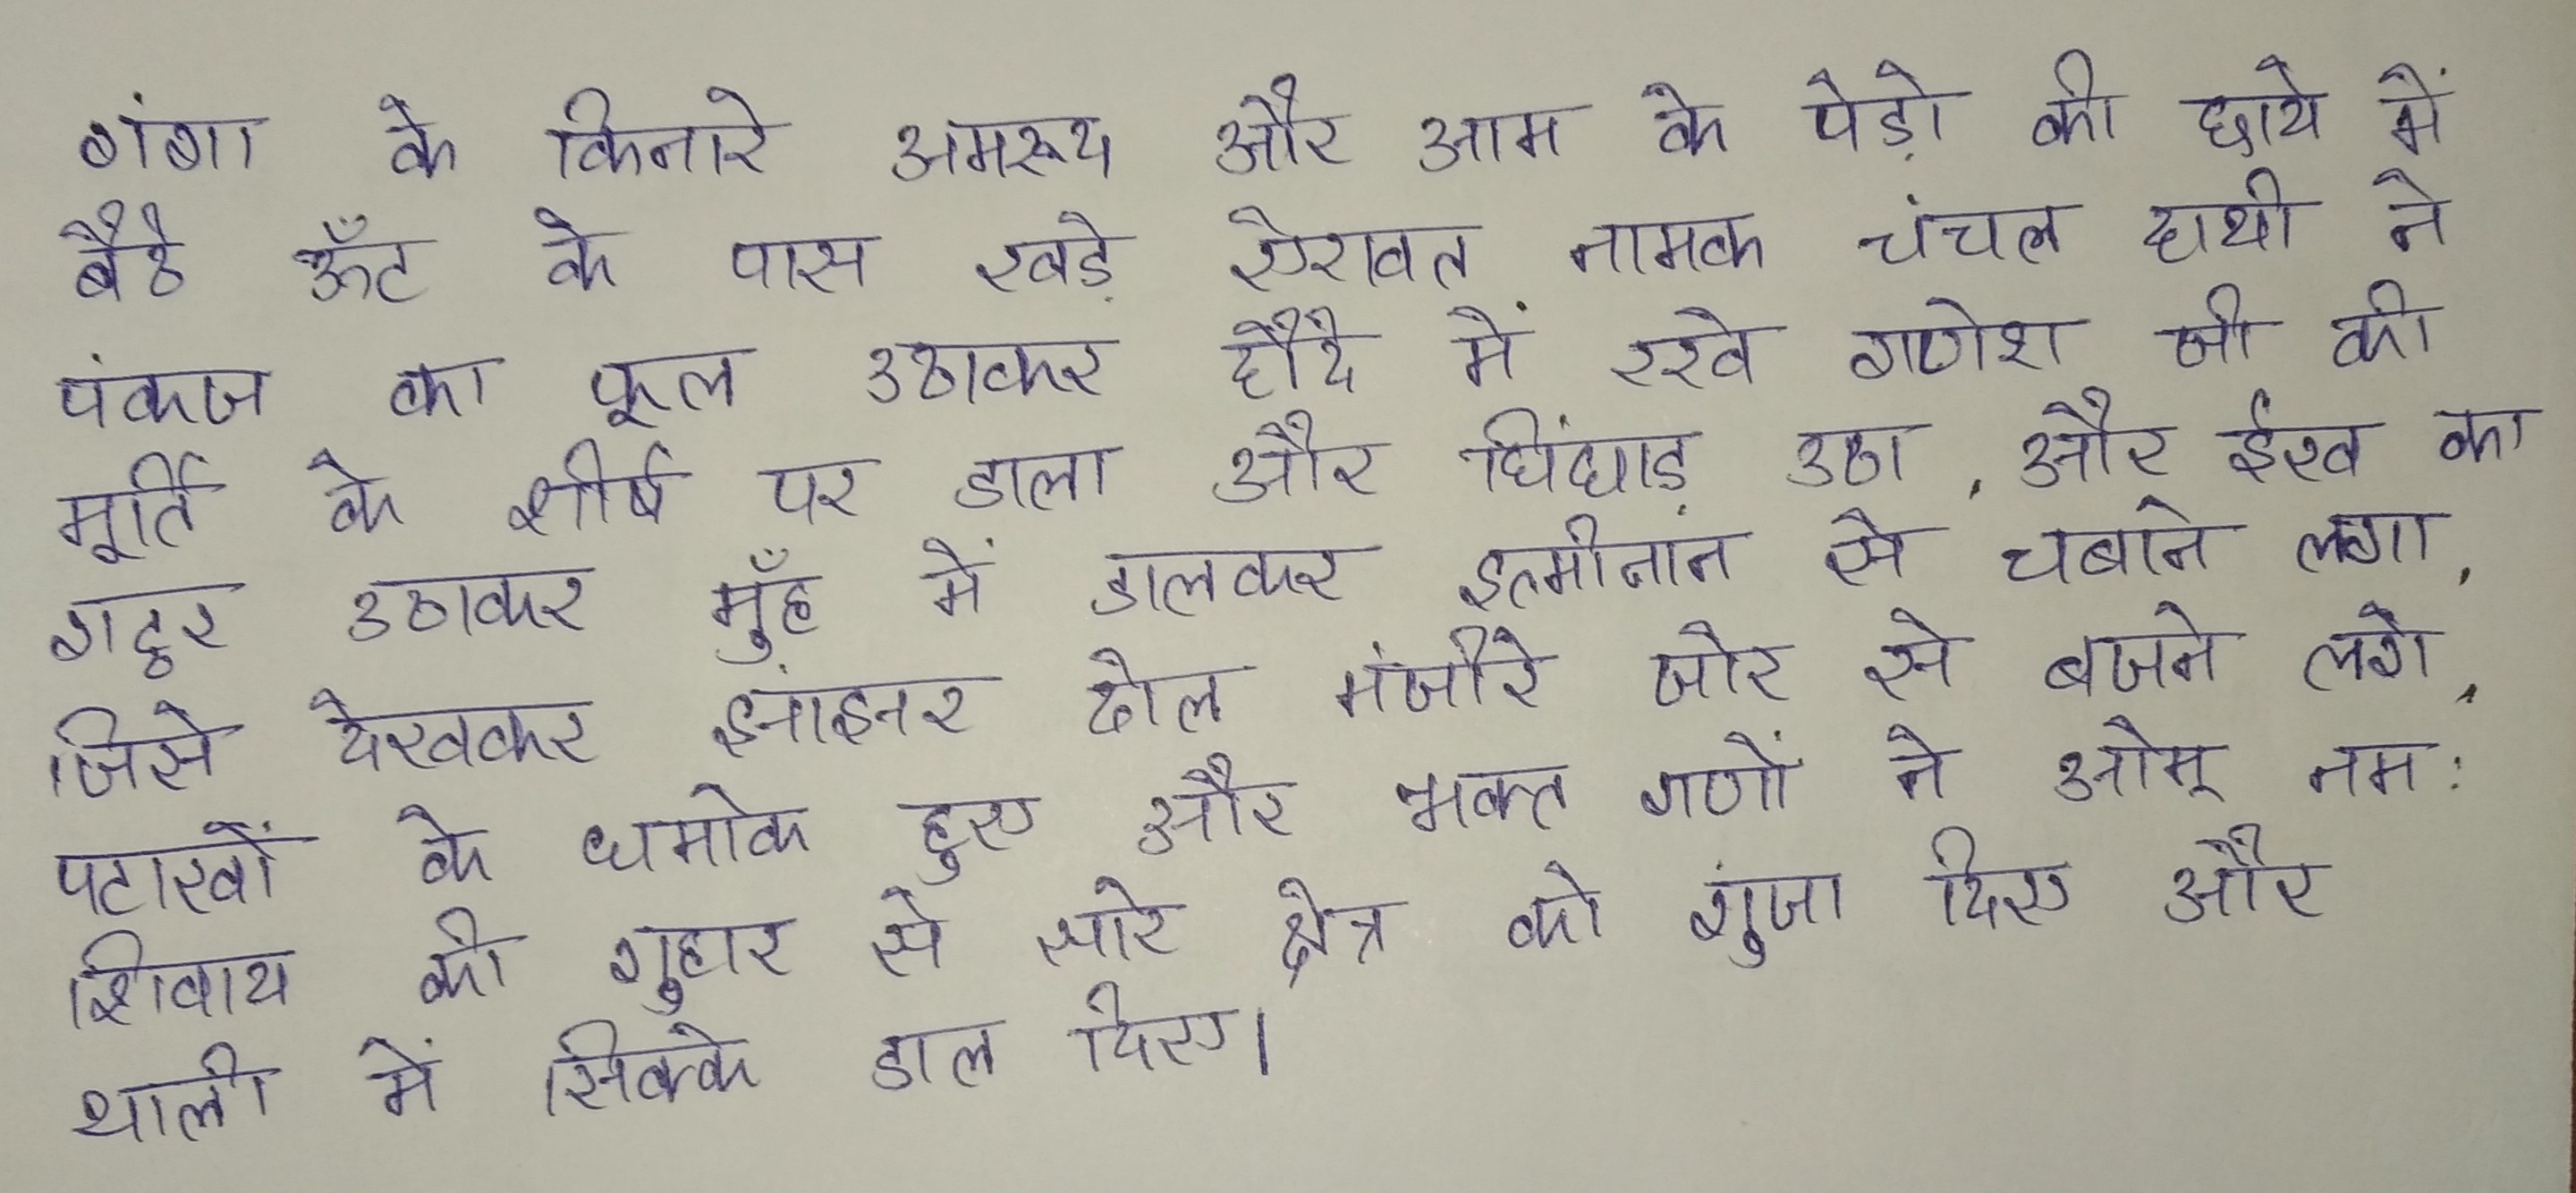 गंगा के किनारे अमरूद और आम के पेड़ो की छाये में
बैठे ऊँट के पास खड़े ऐरावत नामक चंचल हाथी ने
पंकज का फूल उठाकर हौदे में रखे गणेश जी की
मूर्ति के शीर्ष पर डाला और चिंघाड़ उठा, और ईख का
गट्ठर उठाकर मुँह में डालकर इत्मीनान से चबाने लगा,
जिसे देखकर झांझर ढोल मंजीरे जोर से बजने लगे,
पटाखों के धमाके हुए और भक्त गणों ने ओम् नमः
शिवाय की गुहार से सारे क्षेत्र को गुंजा दिए और
थाली में सिक्के डाल दिए।